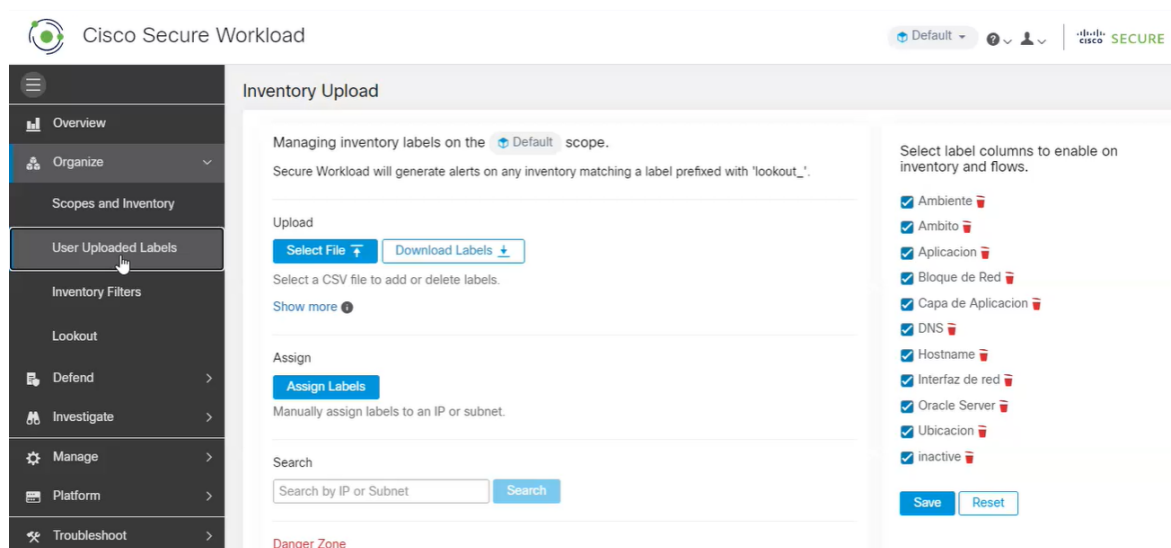 Cisco Secure Workload
Default
cisco SECURE
Overview
Organize
Scopes and Inventory
User Uploaded Labels
Inventory Filters
Lookout
Defend
Investigate
Manage
Platform
Troubleshoot
Inventory Upload
Managing inventory labels on the Default scope.
Secure Workload will generate alerts on any inventory matching a label prefixed with 'lookout_'.
Upload
Select File
Download Labels
Select a CSV file to add or delete labels.
Show more
Assign
Assign Labels
Manually assign labels to an IP or subnet.
Search
Search by IP or Subnet
Search
Danger Zone
Select label columns to enable on
inventory and flows.
Ambiente
Ambito
Aplicacion
Bloque de Red
Capa de Aplicacion
DNS
Hostname
Interfaz de red
Oracle Server
Ubicacion
inactive
Save
Reset